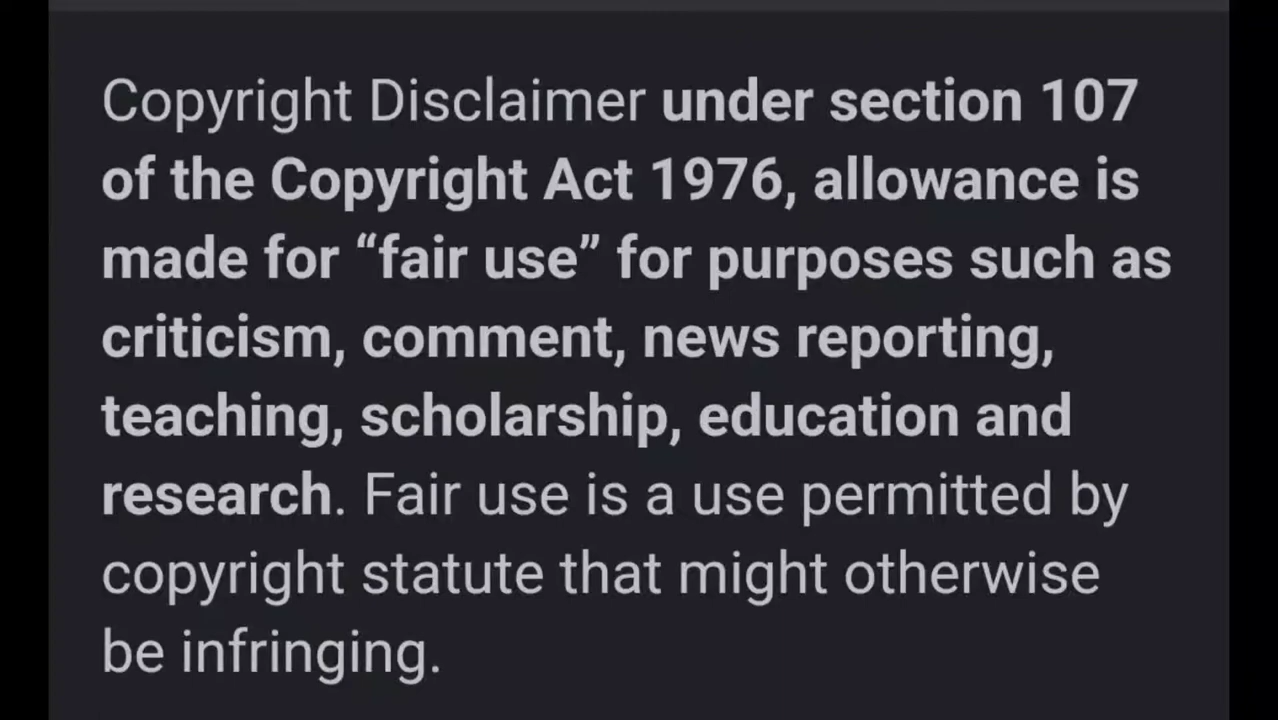 Copyright Disclaimer under section 107
of the Copyright Act 1976, allowance is
made for “fair use” for purposes such as
criticism, comment, news reporting,
teaching, scholarship, education and
research. Fair use is a use permitted by
copyright statute that might otherwise
be infringing.